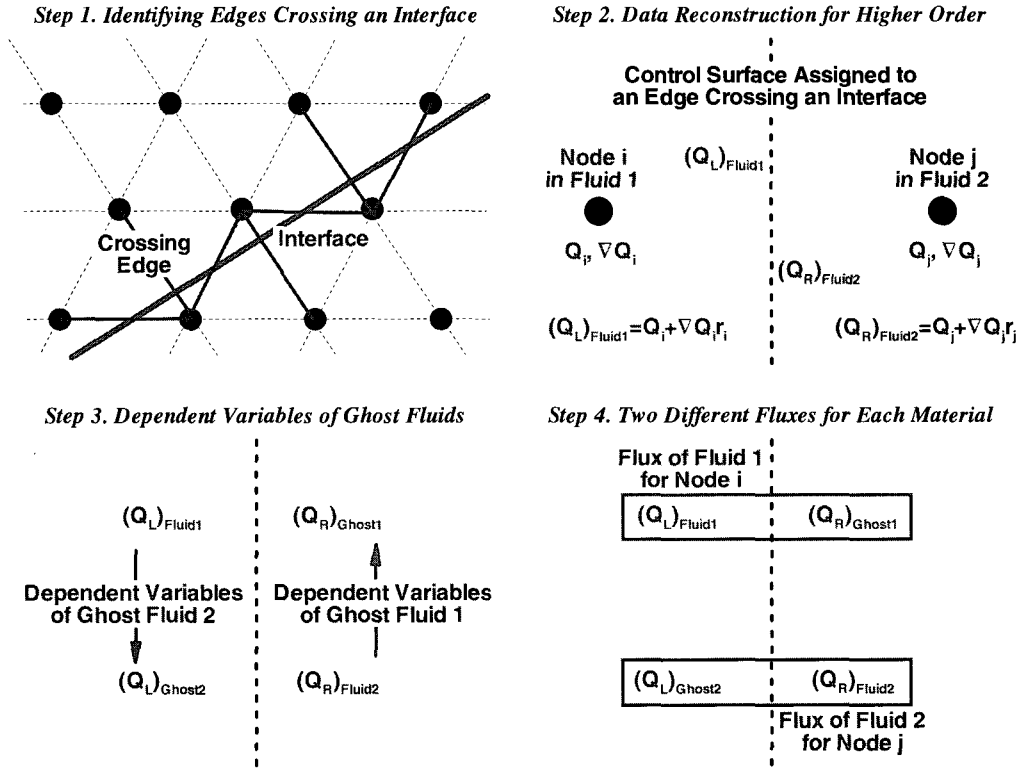 Step 1. Identifying Edges Crossing an Interface
Crossing
Edge
Interface
Step 2. Data Reconstruction for Higher Order
Control Surface Assigned to
an Edge Crossing an Interface
Node i
in Fluid 1
(Q_L)_Fluid1
Node j
in Fluid 2
Q_i, ∇Q_i
(Q_R)_Fluid2
Q_j, ∇Q_j
(Q_L)_Fluid1=Q_i+∇Q_ir_i
(Q_R)_Fluid2=Q_j+∇Q_jr_j
Step 3. Dependent Variables of Ghost Fluids
(Q_L)_Fluid1
(Q_R)_Ghost1
Dependent Variables
of Ghost Fluid 2
Dependent Variables
of Ghost Fluid 1
(Q_L)_Ghost2
(Q_R)_Fluid2
Step 4. Two Different Fluxes for Each Material
Flux of Fluid 1
for Node i
(Q_L)_Fluid1
(Q_R)_Ghost1
(Q_L)_Ghost2
(Q_R)_Fluid2
Flux of Fluid 2
for Node j